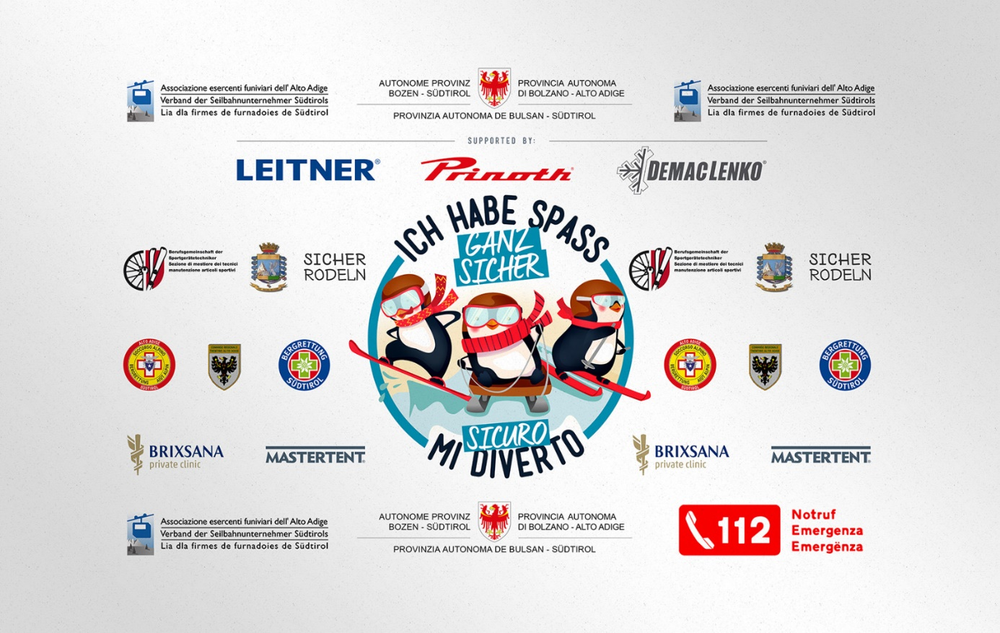 Associazione esercenti funiviari dell'Alto Adige
Verband der Seilbahnunternehmer Südtirols
Lia dla firmes de furnadoies de Südtirol
AUTONOME PROVINZ
BOZEN - SÜDTIROL
PROVINCIA AUTONOMA
DI BOLZANO - ALTO ADIGE
PROVINZIA AUTONOMA DE BULSAN - SÜDTIROL
Associazione esercenti funiviari dell'Alto Adige
Verband der Seilbahnunternehmer Südtirols
Lia dla firmes de furnadoies de Südtirol
SUPPORTED BY:
LEITNER®
Prinoth®
DEMACLENKO®
ICH HABE SPASS
GANZ
SICHER
Berufsgemeinschaft der
Sportgerätetechniker
Sezione di mestiere dei tecnici
manutenzione articoli sportivi
SICHER
RODELN
Berufsgemeinschaft der
Sportgerätetechniker
Sezione di mestiere dei tecnici
manutenzione articoli sportivi
SICHER
RODELN
ALTO ADIGE
SOCCORSO ALPINO
BERGRETTUNG
AIUT ALPIN
SÜDTIROL
BERGRETTUNG
SÜDTIROL
ALTO ADIGE
SOCCORSO ALPINO
BERGRETTUNG
AIUT ALPIN
SÜDTIROL
BERGRETTUNG
SÜDTIROL
SICURO
MI DIVERTO
BRIXSANA
private clinic
MASTERTENT®
BRIXSANA
private clinic
MASTERTENT®
Associazione esercenti funiviari dell'Alto Adige
Verband der Seilbahnunternehmer Südtirols
Lia dla firmes de furnadoies de Südtirol
AUTONOME PROVINZ
BOZEN - SÜDTIROL
PROVINCIA AUTONOMA
DI BOLZANO - ALTO ADIGE
PROVINZIA AUTONOMA DE BULSAN - SÜDTIROL
112
Notruf
Emergenza
Emergënza